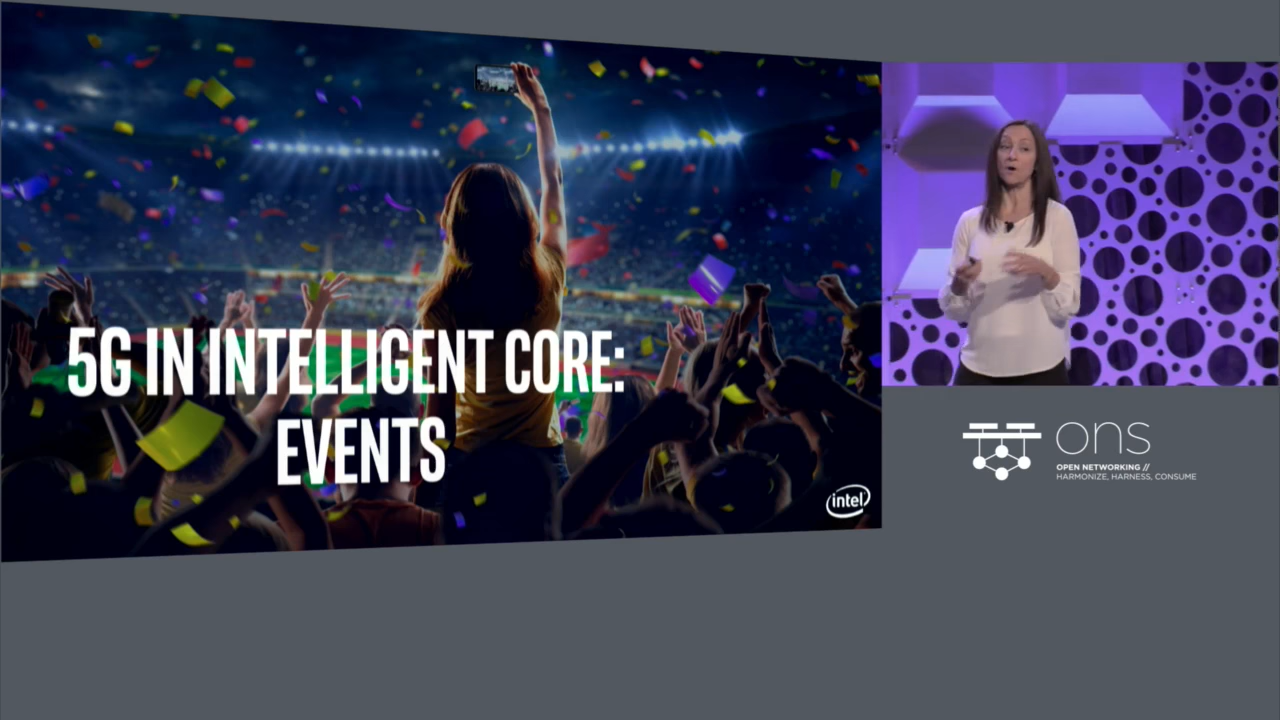 5G IN INTELLIGENT CORE:
EVENTS
intel
ons
OPEN NETWORKING //
HARMONIZE, HARNESS, CONSUME